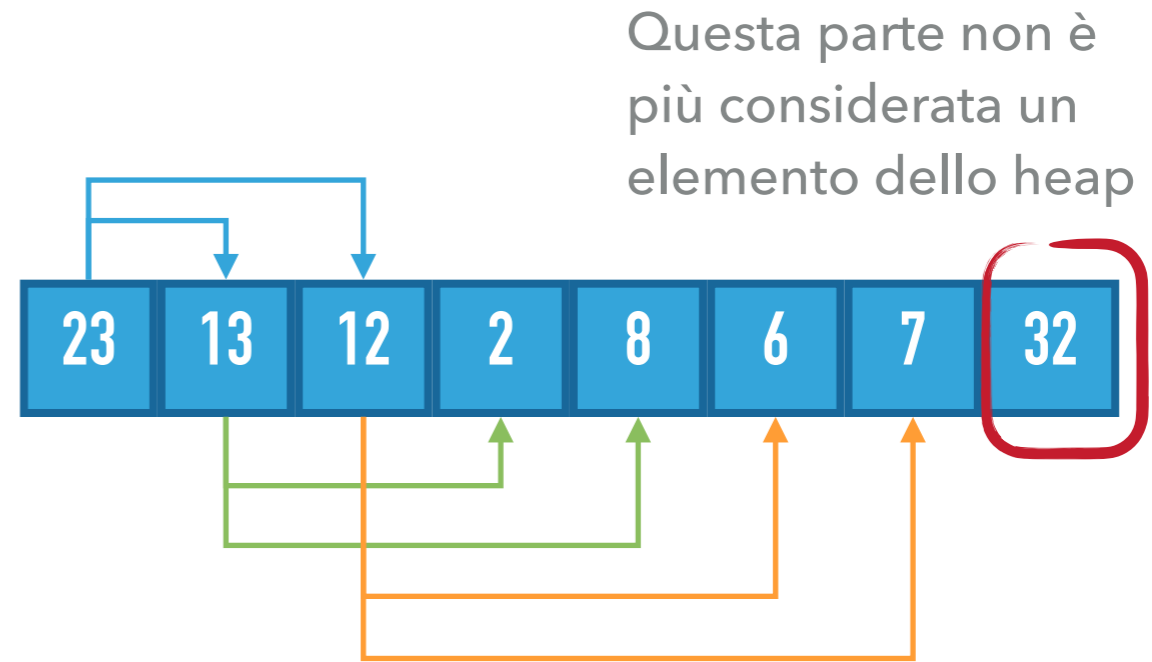 Questa parte non è
più considerata un
elemento dello heap
23 13 12 2 8 6 7 32